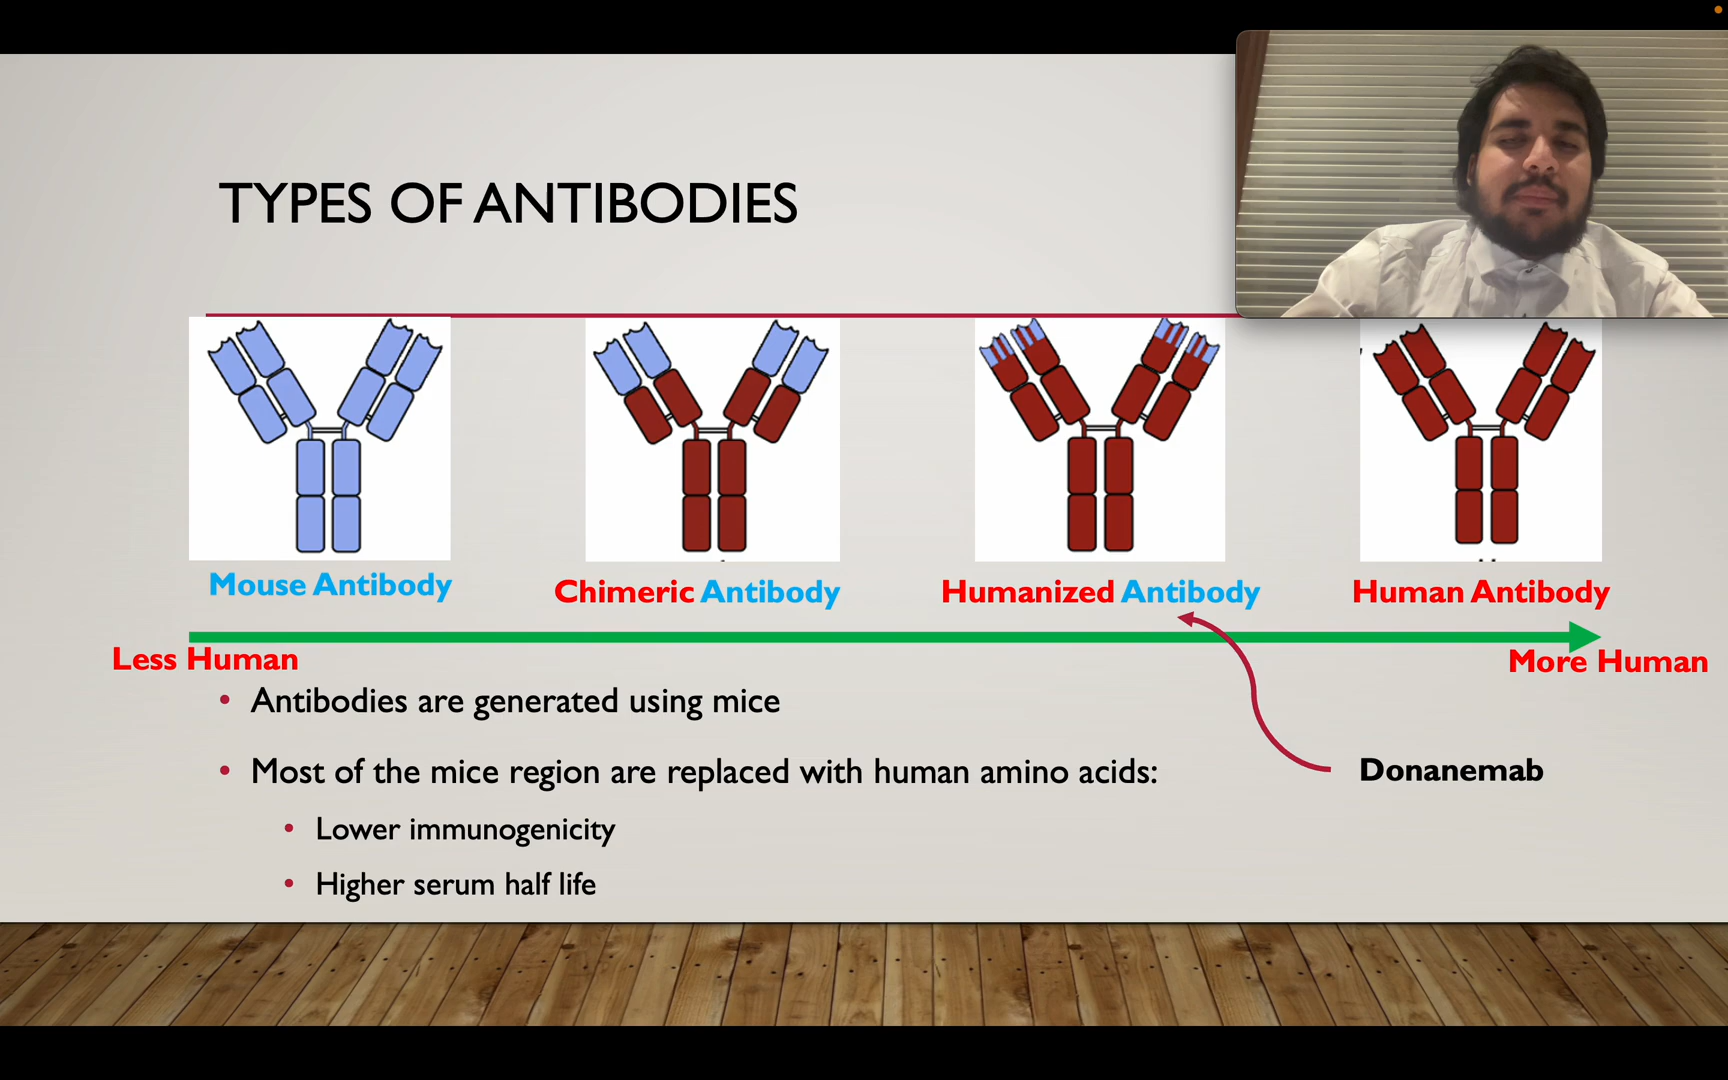 TYPES OF ANTIBODIES
Mouse Antibody
Chimeric Antibody
Humanized Antibody
Human Antibody
Less Human
More Human
• Antibodies are generated using mice
• Most of the mice region are replaced with human amino acids:
Donanemab
• Lower immunogenicity
• Higher serum half life